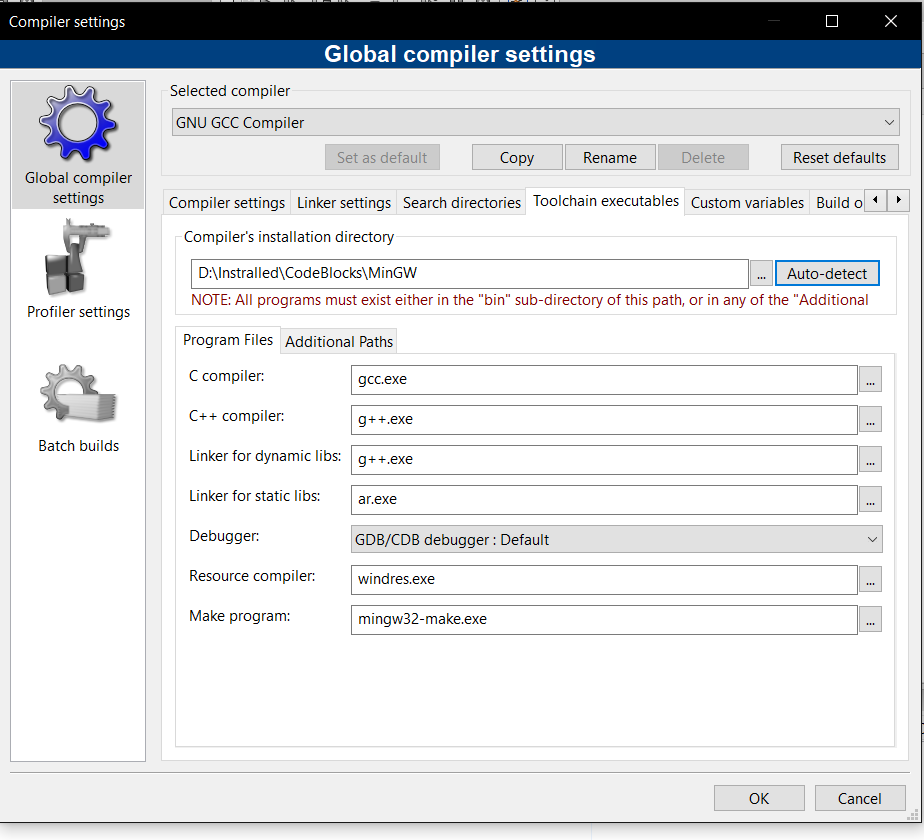 Compiler settings
Global compiler settings
Global compiler
settings
Profiler settings
Batch builds
Selected compiler
GNU GCC Compiler
Set as default Copy Rename Delete Reset defaults
Compiler settings Linker settings Search directories Toolchain executables Custom variables Build o
Compiler's installation directory
D:\Instralled\CodeBlocks\MinGW ... Auto-detect
NOTE: All programs must exist either in the "bin" sub-directory of this path, or in any of the "Additional
Program Files Additional Paths
C compiler: gcc.exe ...
C++ compiler: g++.exe ...
Linker for dynamic libs: g++.exe ...
Linker for static libs: ar.exe ...
Debugger: GDB/CDB debugger : Default
Resource compiler: windres.exe ...
Make program: mingw32-make.exe ...
OK Cancel